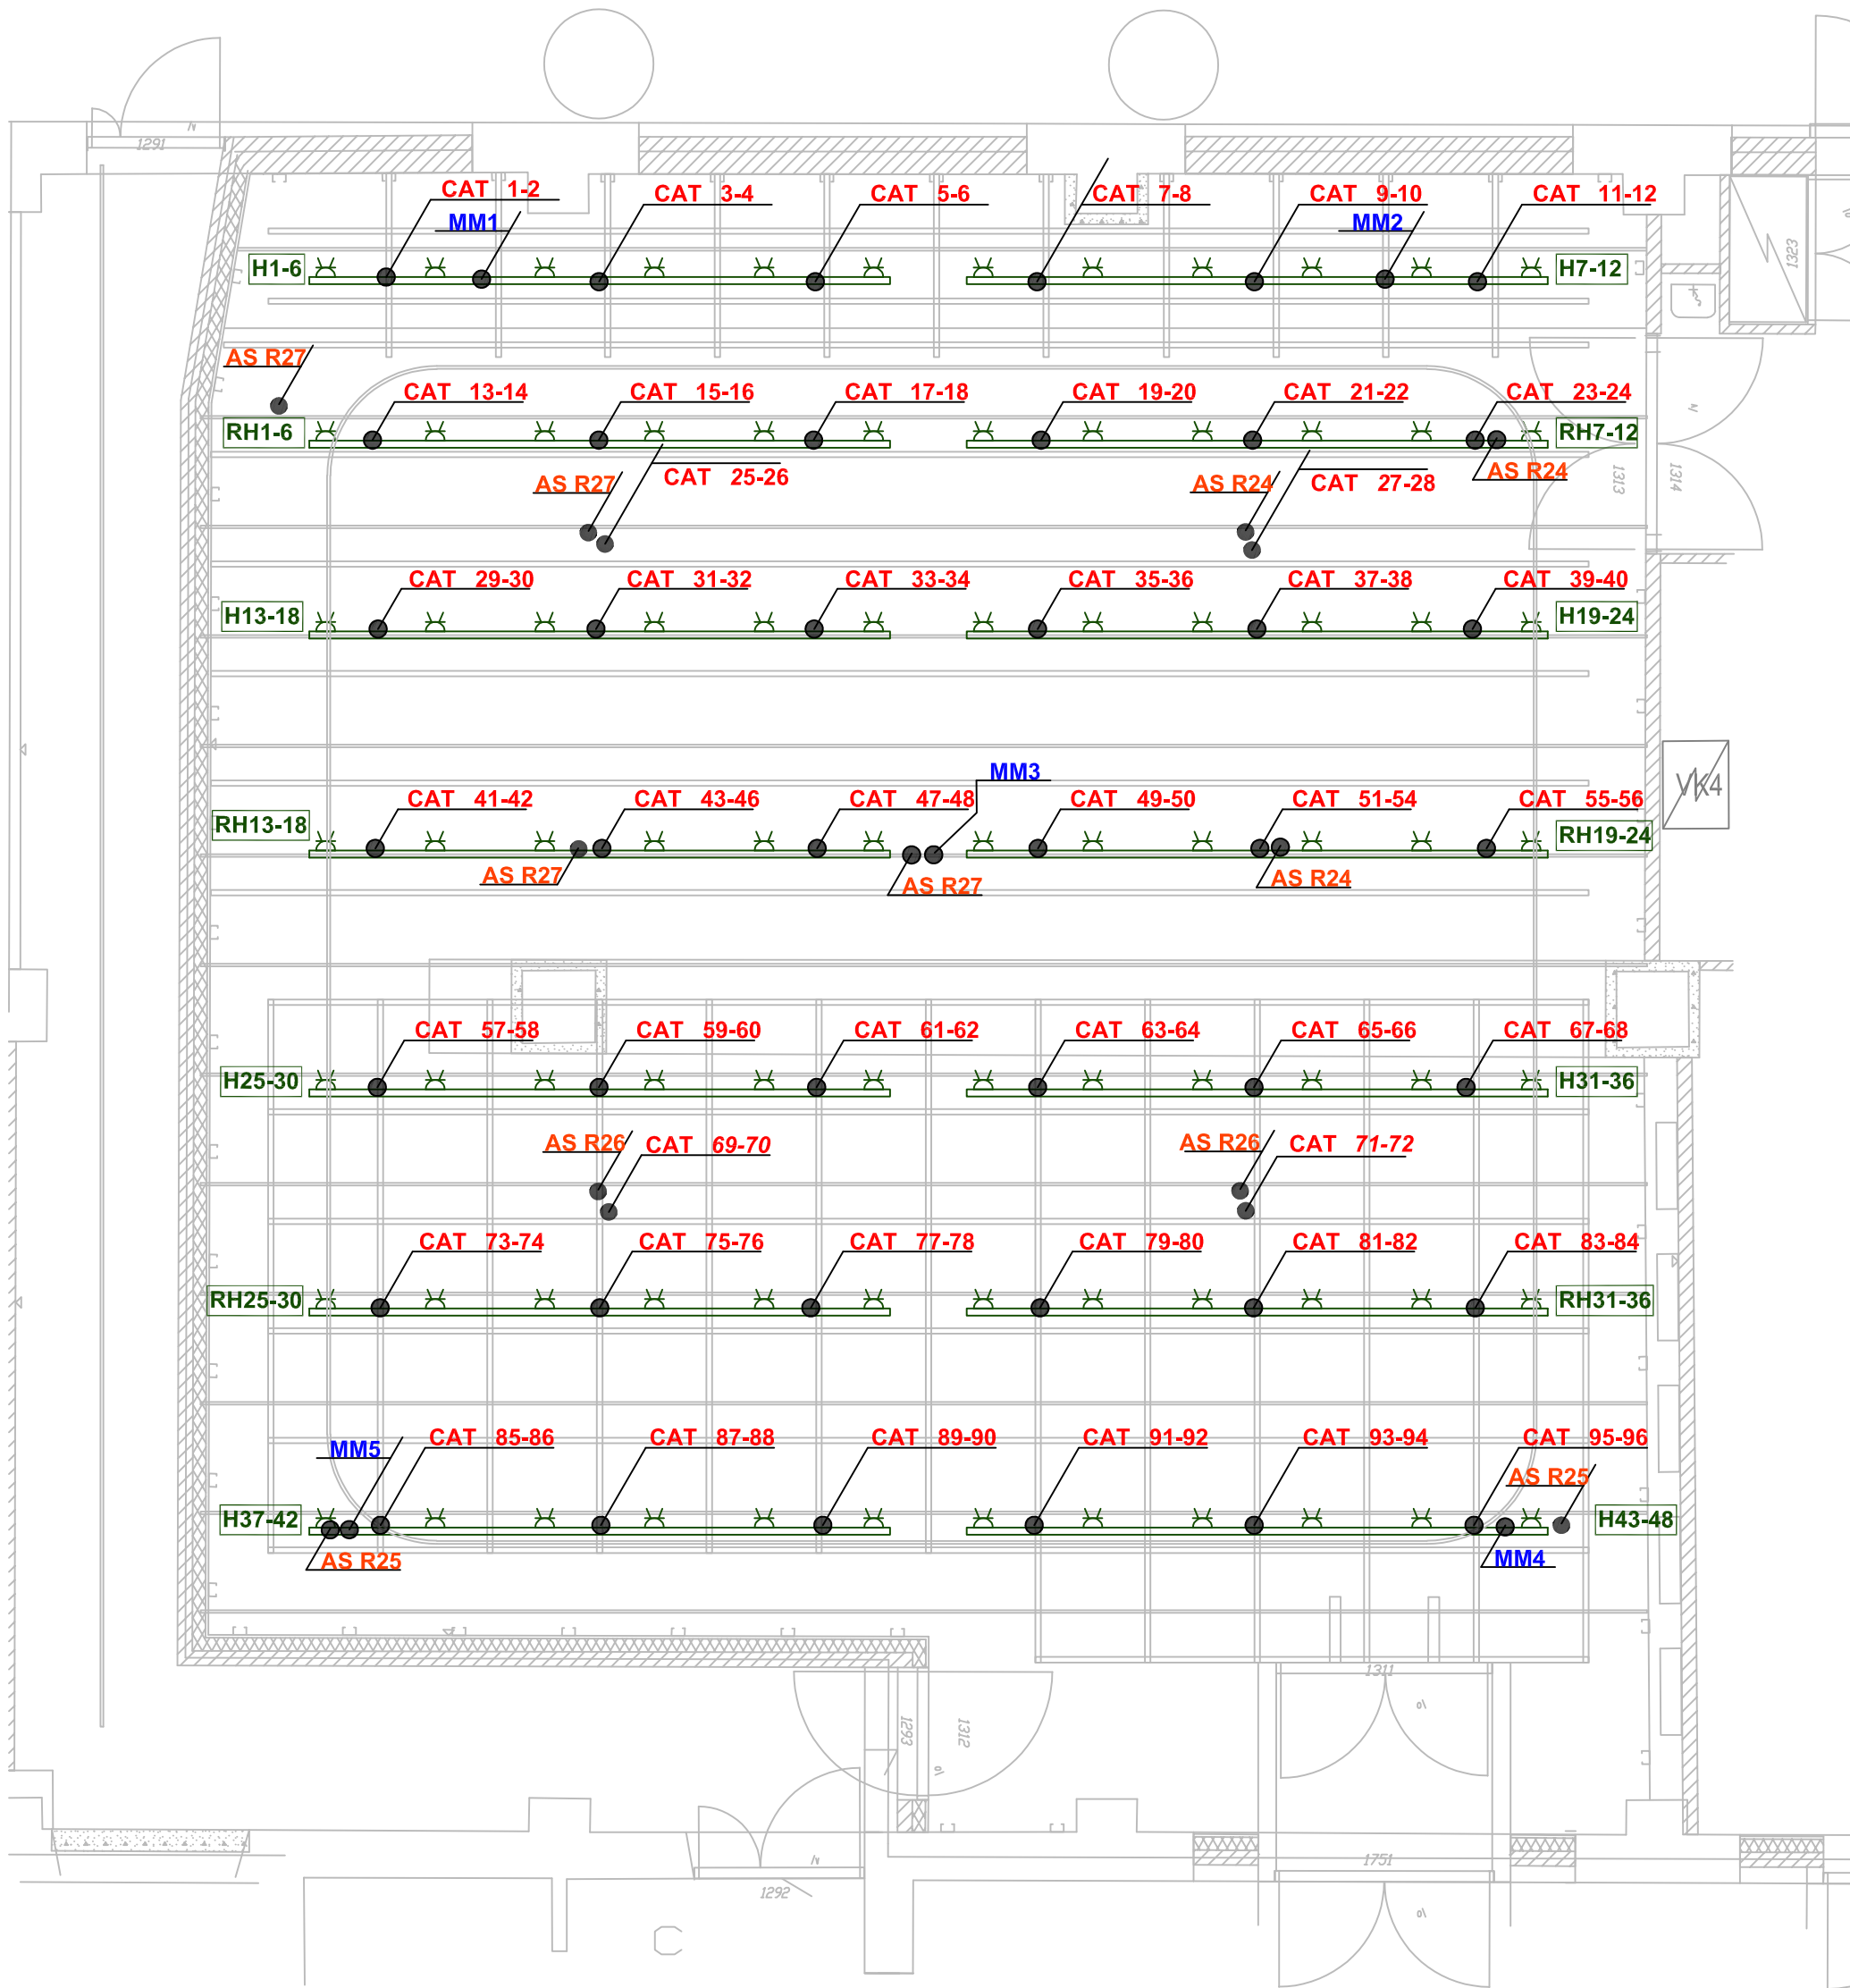 1291
CAT 1-2
CAT 3-4
CAT 5-6
CAT 7-8
CAT 9-10
CAT 11-12
MM1
MM2
1323
H1-6
H7-12
AS R27
CAT 13-14
CAT 15-16
CAT 17-18
CAT 19-20
CAT 21-22
CAT 23-24
RH1-6
RH7-12
AS R27
CAT 25-26
AS R24
CAT 27-28
AS R24
1313
1314
CAT 29-30
CAT 31-32
CAT 33-34
CAT 35-36
CAT 37-38
CAT 39-40
H13-18
H19-24
MM3
VK4
CAT 41-42
CAT 43-46
CAT 47-48
CAT 49-50
CAT 51-54
CAT 55-56
RH13-18
RH19-24
AS R27
AS R27
AS R24
CAT 57-58
CAT 59-60
CAT 61-62
CAT 63-64
CAT 65-66
CAT 67-68
H25-30
H31-36
AS R26
CAT 69-70
AS R26
CAT 71-72
CAT 73-74
CAT 75-76
CAT 77-78
CAT 79-80
CAT 81-82
CAT 83-84
RH25-30
RH31-36
MM5
CAT 85-86
CAT 87-88
CAT 89-90
CAT 91-92
CAT 93-94
CAT 95-96
AS R25
H37-42
H43-48
AS R25
MM4
1311
1293
1312
1751
1292